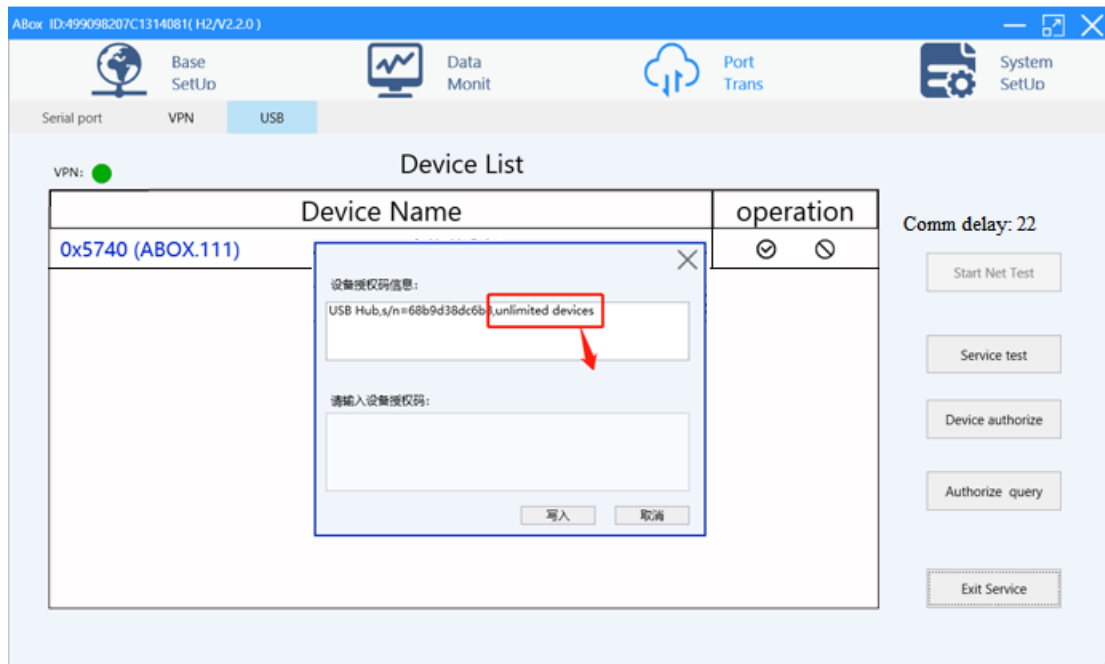 ABox ID:499098207C1314081( H2/V2.2.0 )
Base
SetUp
Data
Monit
Port
Trans
System
SetUp
Serial port VPN USB
VPN:
Device List
Device Name operation
0x5740 (ABOX.111)
Comm delay: 22
设备授权码信息:
USB Hub,s/n=68b9d38dc6b8,unlimited devices
请输入设备授权码:
写入 取消
Start Net Test
Service test
Device authorize
Authorize query
Exit Service